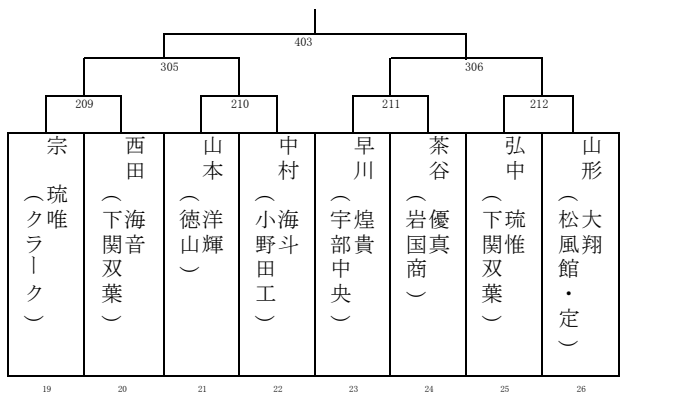 403
305
306
209
210
211
212
宗 琉唯
（クラーク）
西田 海音
（下関双葉）
山本 洋輝
（徳山）
中村 海斗
（小野田工）
早川 煌貴
（宇部中央）
茶谷 優真
（岩国商）
弘中 琉惟
（下関双葉）
山形 大翔
（松風館・定）
19
20
21
22
23
24
25
26